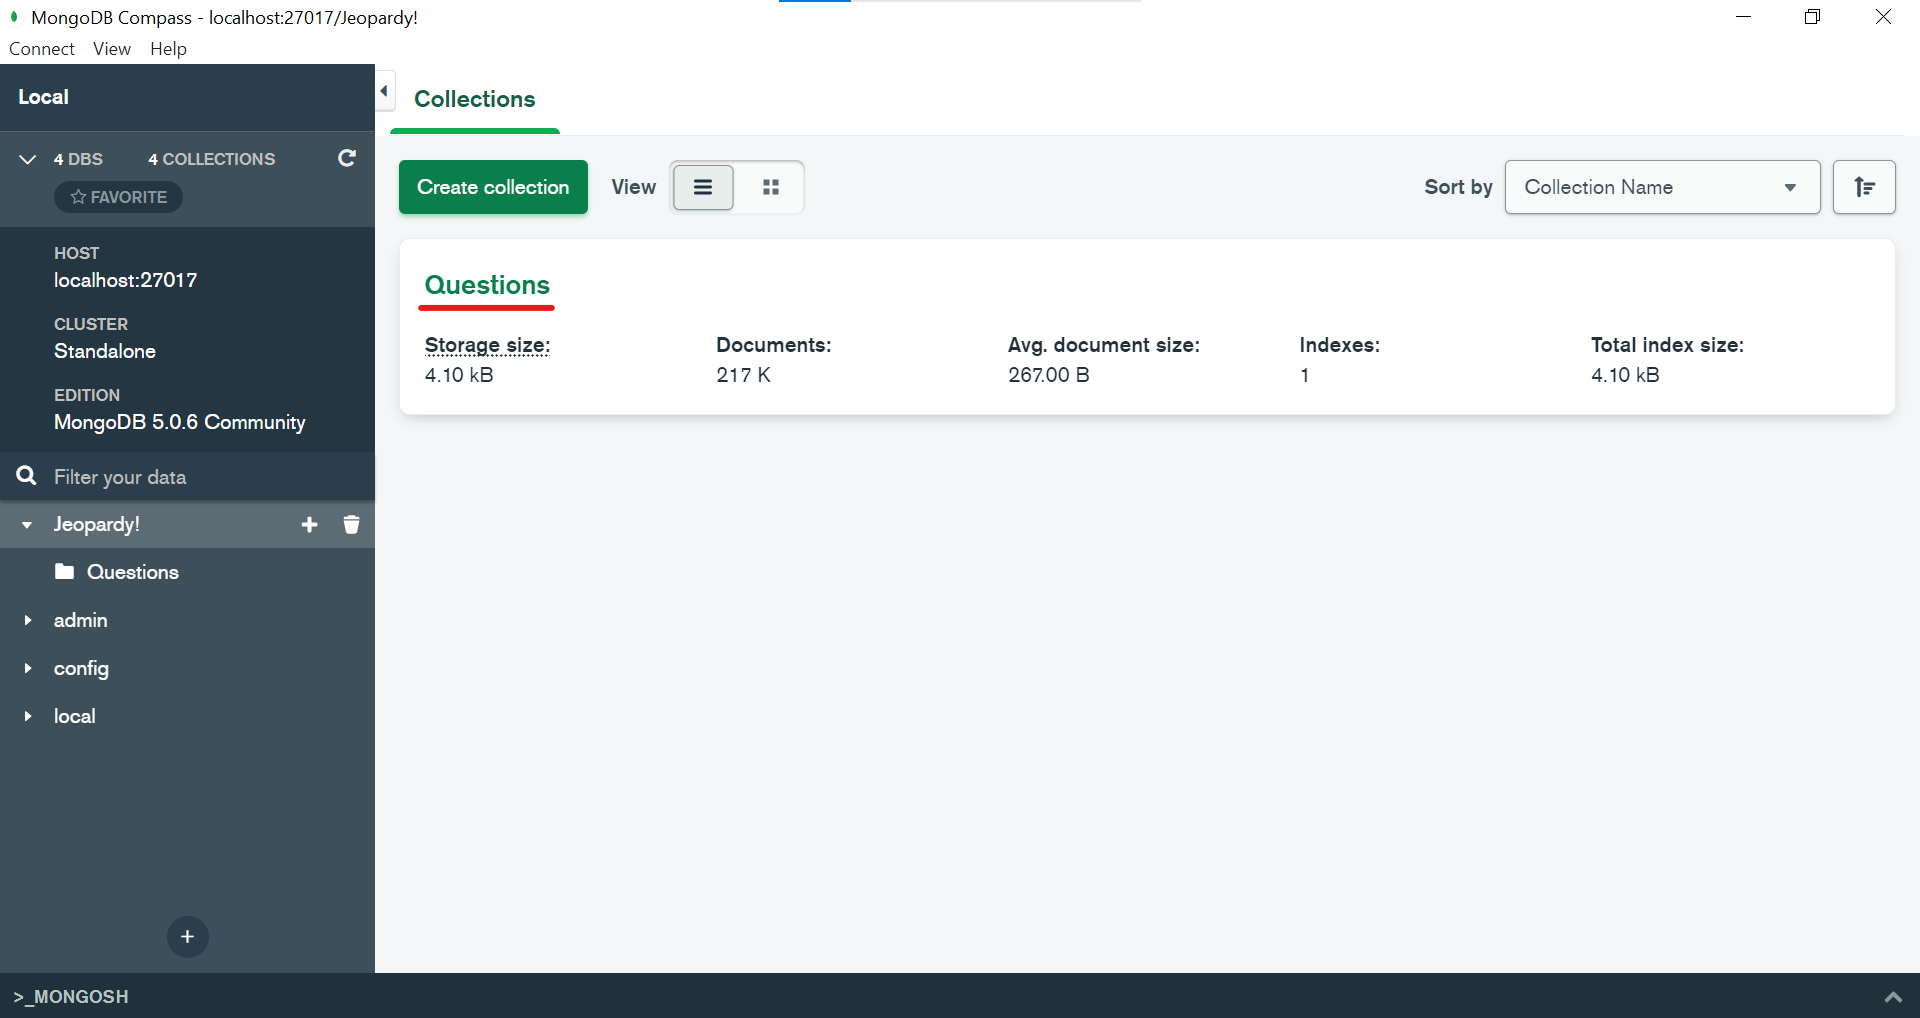 MongoDB Compass - localhost:27017/Jeopardy!
Connect View Help
Local
4 DBS 4 COLLECTIONS
FAVORITE
HOST
localhost:27017
CLUSTER
Standalone
EDITION
MongoDB 5.0.6 Community
Filter your data
Jeopardy!
Questions
admin
config
local
Collections
Create collection View Sort by Collection Name
Questions
Storage size: Documents: Avg. document size: Indexes: Total index size:
4.10 kB 217 K 267.00 B 1 4.10 kB
>_MONGOSH